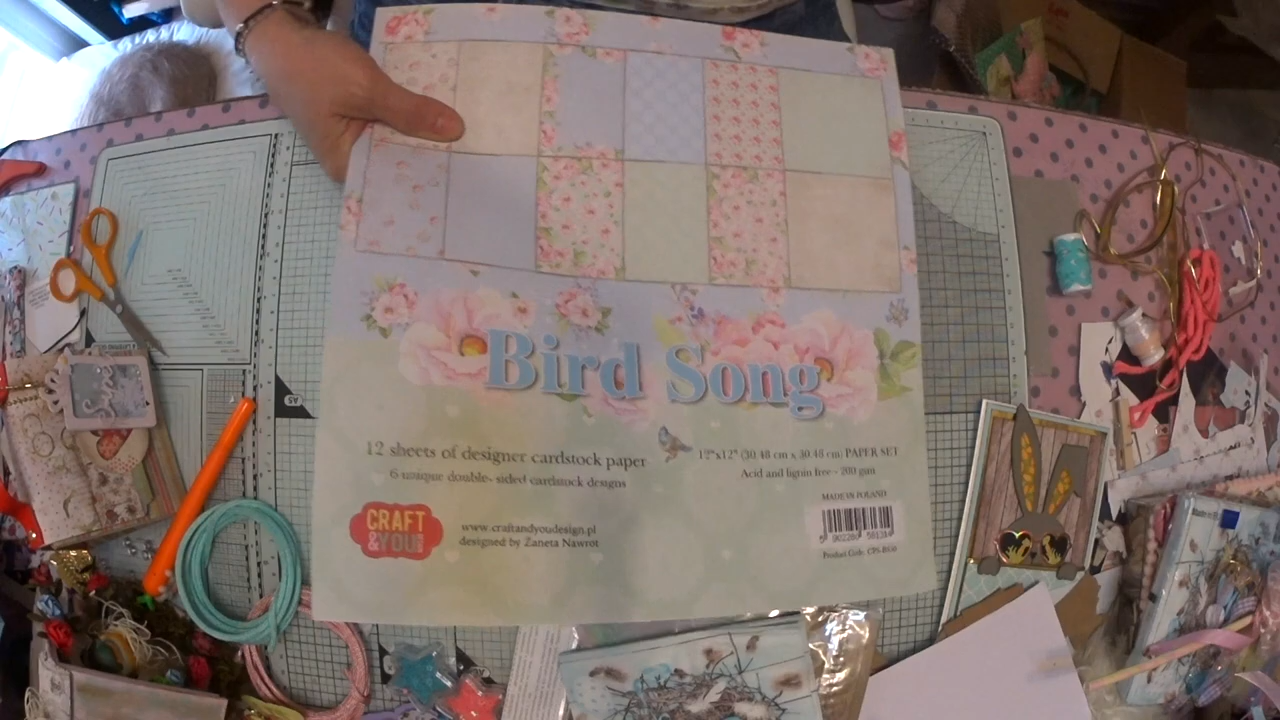 Bird Song
12 sheets of designer cardstock paper
6 unique double- sided cardstock designs
12"x12" (30.48 cm x 30.48 cm) PAPER SET
Acid and lignin free - 200 gsm
MADE IN POLAND
CRAFT
&YOU
www.craftandyoudesign.pl
designed by Zaneta Nawrot
A5